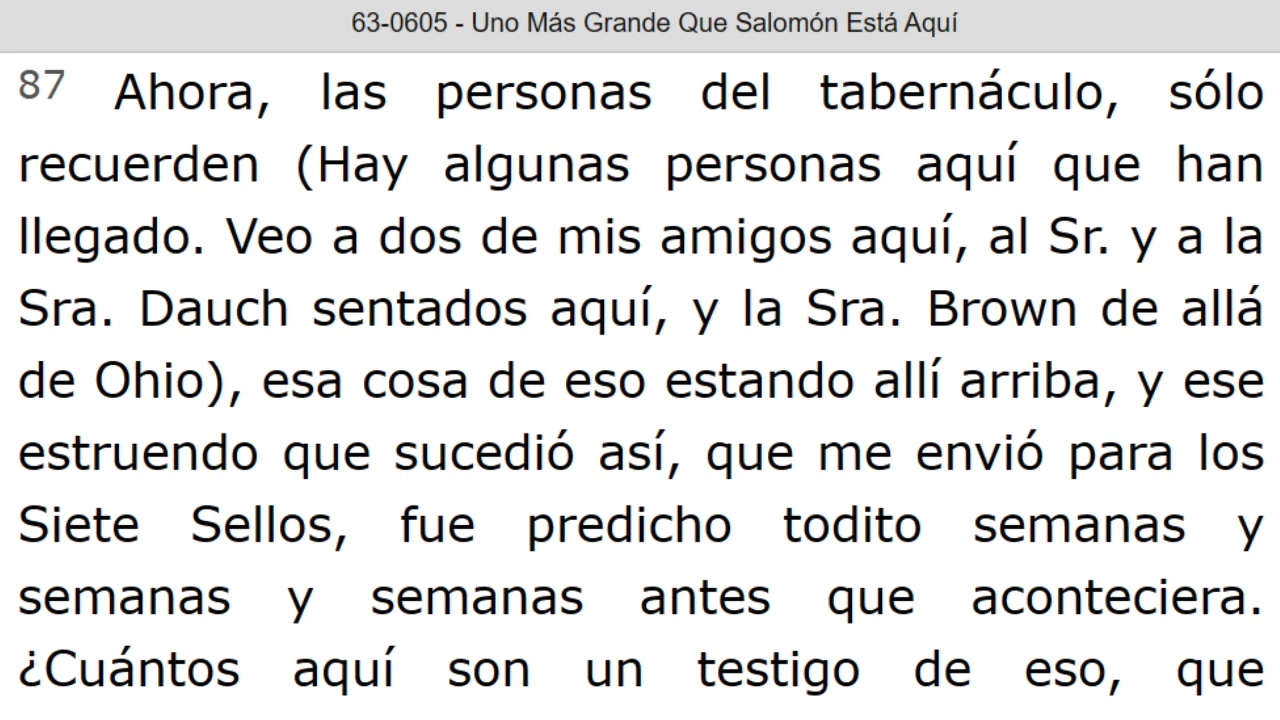 63-0605 - Uno Más Grande Que Salomón Está Aquí
87 Ahora, las personas del tabernáculo, sólo
recuerden (Hay algunas personas aquí que han
llegado. Veo a dos de mis amigos aquí, al Sr. y a la
Sra. Dauch sentados aquí, y la Sra. Brown de allá
de Ohio), esa cosa de eso estando allí arriba, y ese
estruendo que sucedió así, que me envió para los
Siete Sellos, fue predicho todito semanas y
semanas y semanas antes que aconteciera.
¿Cuántos aquí son un testigo de eso, que